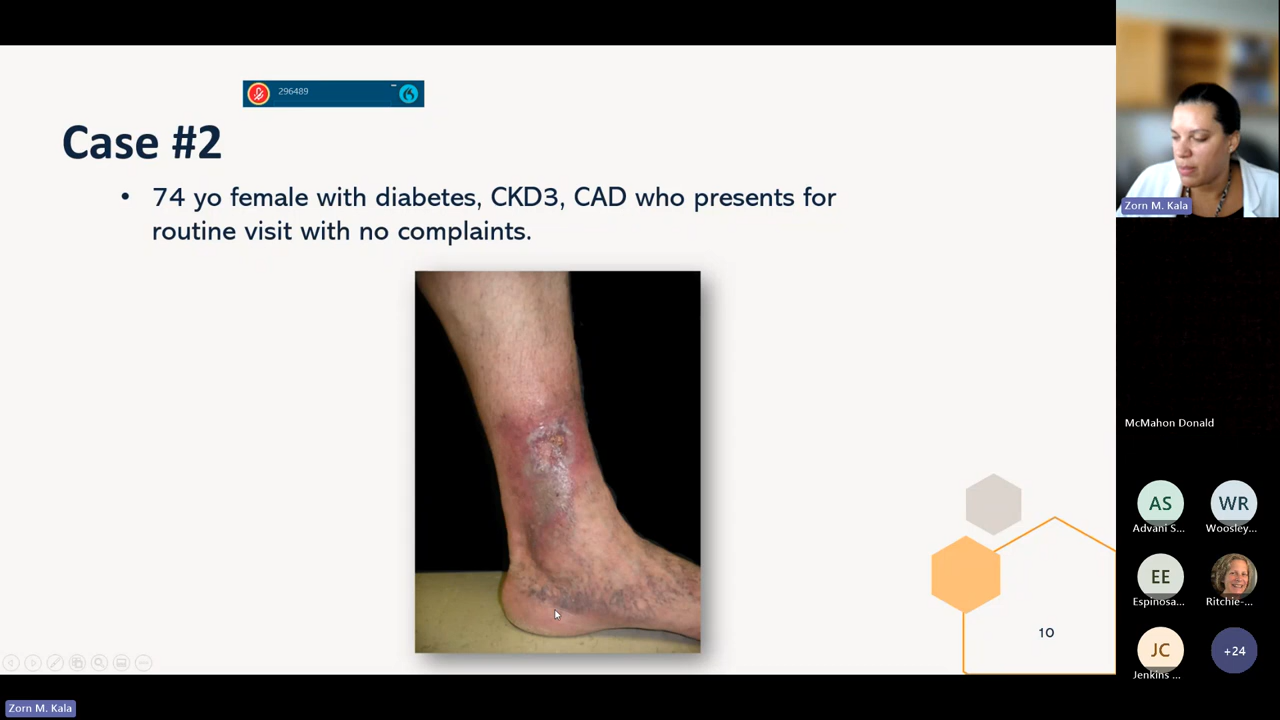 296489
Case #2
• 74 yo female with diabetes, CKD3, CAD who presents for
routine visit with no complaints.
10
Zorn M. Kala
McMahon Donald
AS
WR
Advani S...
Woosley...
EE
Espinosa...
Ritchie-...
JC
+24
Jenkins ...
Zorn M. Kala